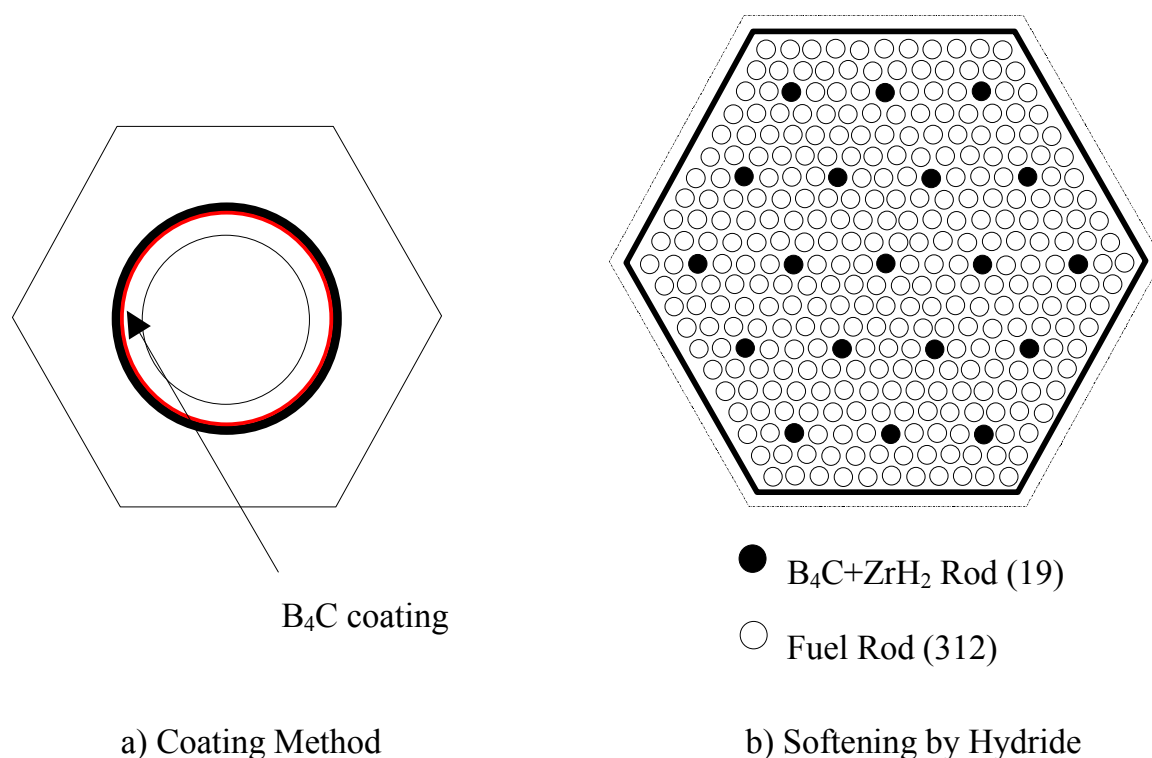 B₄C coating
B₄C+ZrH₂ Rod (19)
Fuel Rod (312)
a) Coating Method
b) Softening by Hydride